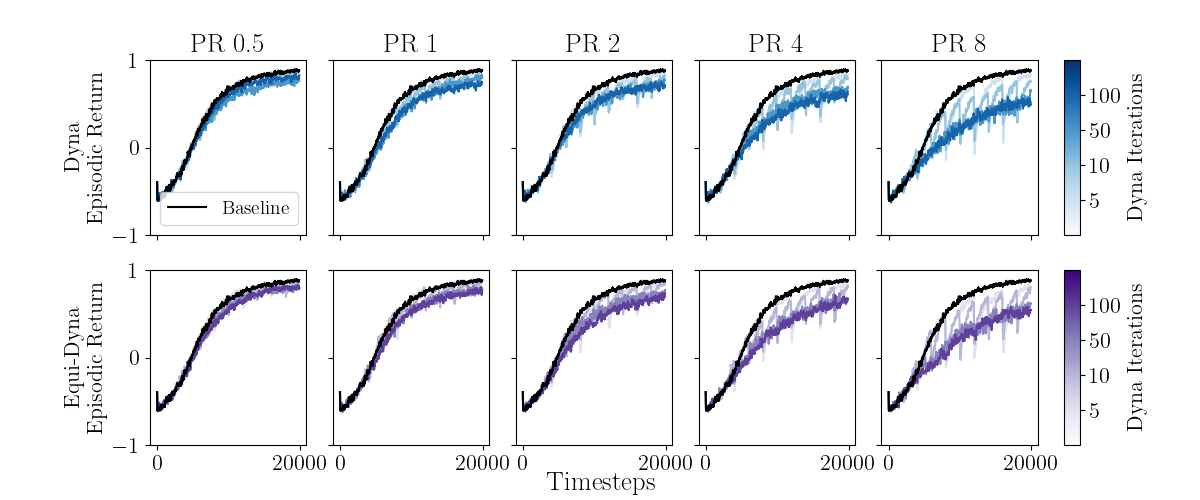 PR 0.5
PR 1
PR 2
PR 4
PR 8
Dyna
Episodic Return
1
0
−1
Baseline
100
50
10
5
Dyna Iterations
Equi-Dyna
Episodic Return
1
0
−1
0
20000
0
20000
0
20000
0
20000
0
20000
Timesteps
100
50
10
5
Dyna Iterations